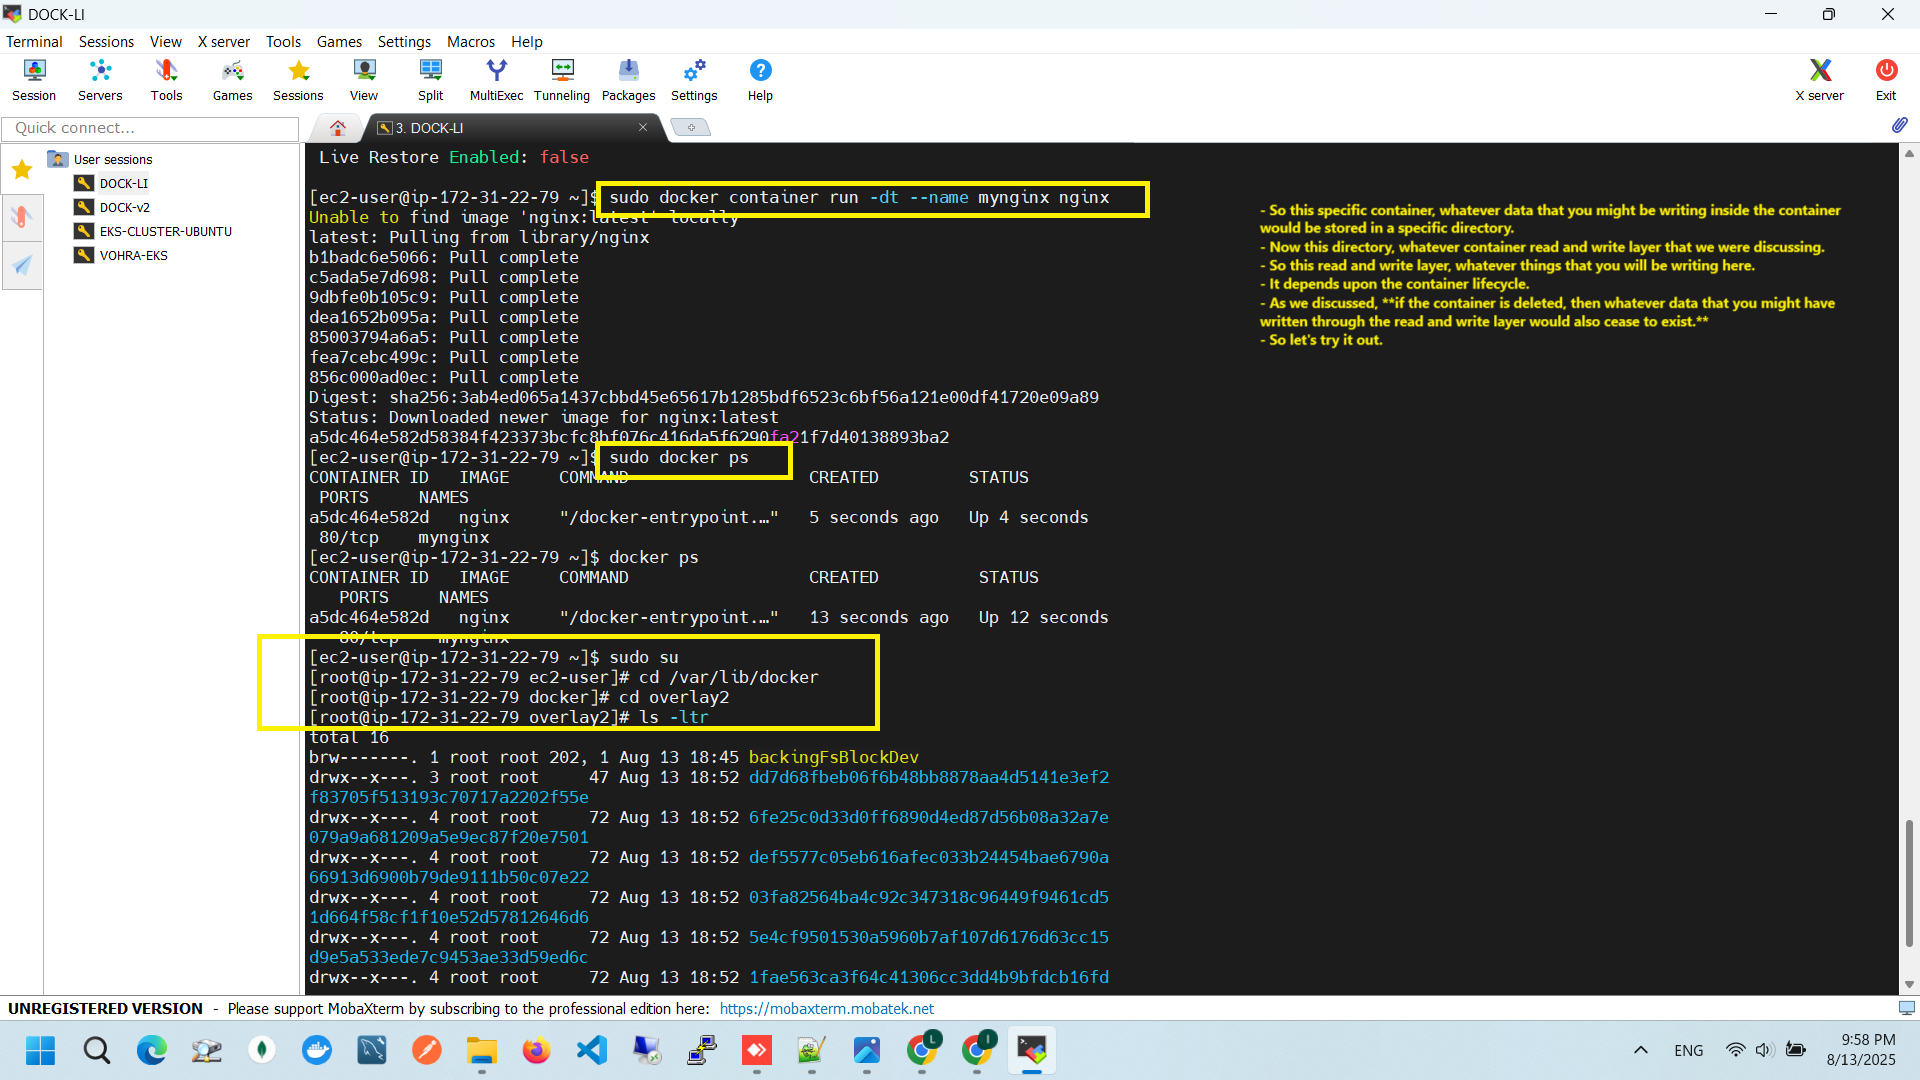 DOCK-LI
Terminal Sessions View X server Tools Games Settings Macros Help
Session Servers Tools Games Sessions View Split MultiExec Tunneling Packages Settings Help X server Exit
Quick connect...
3. DOCK-LI
User sessions
DOCK-LI
DOCK-v2
EKS-CLUSTER-UBUNTU
VOHRA-EKS
Live Restore Enabled: false
[ec2-user@ip-172-31-22-79 ~]$ sudo docker container run -dt --name mynginx nginx
Unable to find image 'nginx:latest' locally
latest: Pulling from library/nginx
b1badc6e5066: Pull complete
c5ada5e7d698: Pull complete
9dbfe0b105c9: Pull complete
dea1652b095a: Pull complete
85003794a6a5: Pull complete
fea7cebc499c: Pull complete
856c000ad0ec: Pull complete
Digest: sha256:3ab4ed065a1437cbbd45e65617b1285bdf6523c6bf56a121e00df41720e09a89
Status: Downloaded newer image for nginx:latest
a5dc464e582d58384f423373bcfc8bf076c416da5f6290fa21f7d40138893ba2
[ec2-user@ip-172-31-22-79 ~]$ sudo docker ps
CONTAINER ID IMAGE COMMAND CREATED STATUS
PORTS NAMES
a5dc464e582d nginx "/docker-entrypoint.…" 5 seconds ago Up 4 seconds
80/tcp mynginx
[ec2-user@ip-172-31-22-79 ~]$ docker ps
CONTAINER ID IMAGE COMMAND CREATED STATUS
PORTS NAMES
a5dc464e582d nginx "/docker-entrypoint.…" 13 seconds ago Up 12 seconds
80/tcp mynginx
[ec2-user@ip-172-31-22-79 ~]$ sudo su
[root@ip-172-31-22-79 ec2-user]# cd /var/lib/docker
[root@ip-172-31-22-79 docker]# cd overlay2
[root@ip-172-31-22-79 overlay2]# ls -ltr
total 16
brw-------. 1 root root 202, 1 Aug 13 18:45 backingFsBlockDev
drwx--x---. 3 root root 47 Aug 13 18:52 dd7d68fbeb06f6b48bb8878aa4d5141e3ef2
f83705f513193c70717a2202f55e
drwx--x---. 4 root root 72 Aug 13 18:52 6fe25c0d33d0ff6890d4ed87d56b08a32a7e
079a9a681209a5e9ec87f20e7501
drwx--x---. 4 root root 72 Aug 13 18:52 def5577c05eb616afec033b24454bae6790a
66913d6900b79de9111b50c07e22
drwx--x---. 4 root root 72 Aug 13 18:52 03fa82564ba4c92c347318c96449f9461cd5
1d664f58cf1f10e52d57812646d6
drwx--x---. 4 root root 72 Aug 13 18:52 5e4cf9501530a5960b7af107d6176d63cc15
d9e5a533ede7c9453ae33d59ed6c
drwx--x---. 4 root root 72 Aug 13 18:52 1fae563ca3f64c41306cc3dd4b9bfdcb16fd
- So this specific container, whatever data that you might be writing inside the container
would be stored in a specific directory.
- Now this directory, whatever container read and write layer that we were discussing.
- So this read and write layer, whatever things that you will be writing here.
- It depends upon the container lifecycle.
- As we discussed, **if the container is deleted, then whatever data that you might have
written through the read and write layer would also cease to exist.**
- So let's try it out.
UNREGISTERED VERSION - Please support MobaXterm by subscribing to the professional edition here: https://mobaxterm.mobatek.net
L
I
ENG
9:58 PM
8/13/2025